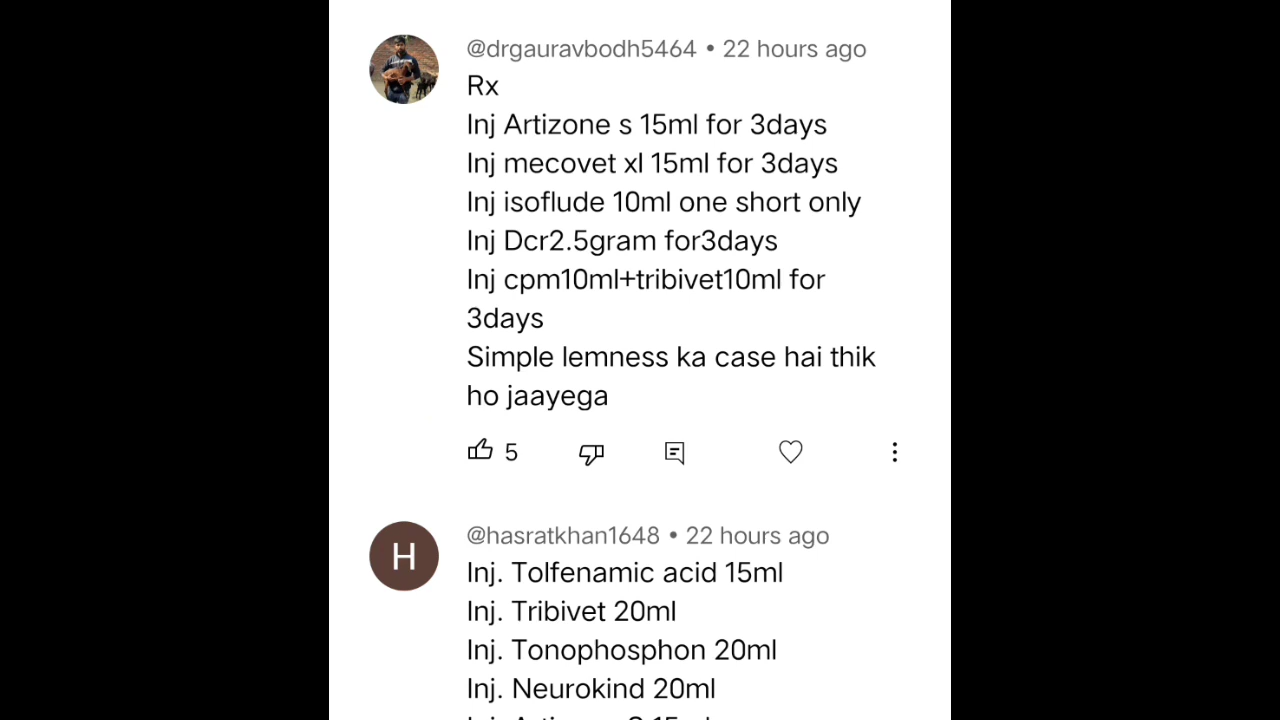 @drgauravbodh5464 • 22 hours ago
Rx
Inj Artizone s 15ml for 3days
Inj mecovet xl 15ml for 3days
Inj isoflude 10ml one short only
Inj Dcr2.5gram for3days
Inj cpm10ml+tribivet10ml for
3days
Simple lemness ka case hai thik
ho jaayega
5
H
@hasratkhan1648 • 22 hours ago
Inj. Tolfenamic acid 15ml
Inj. Tribivet 20ml
Inj. Tonophosphon 20ml
Inj. Neurokind 20ml